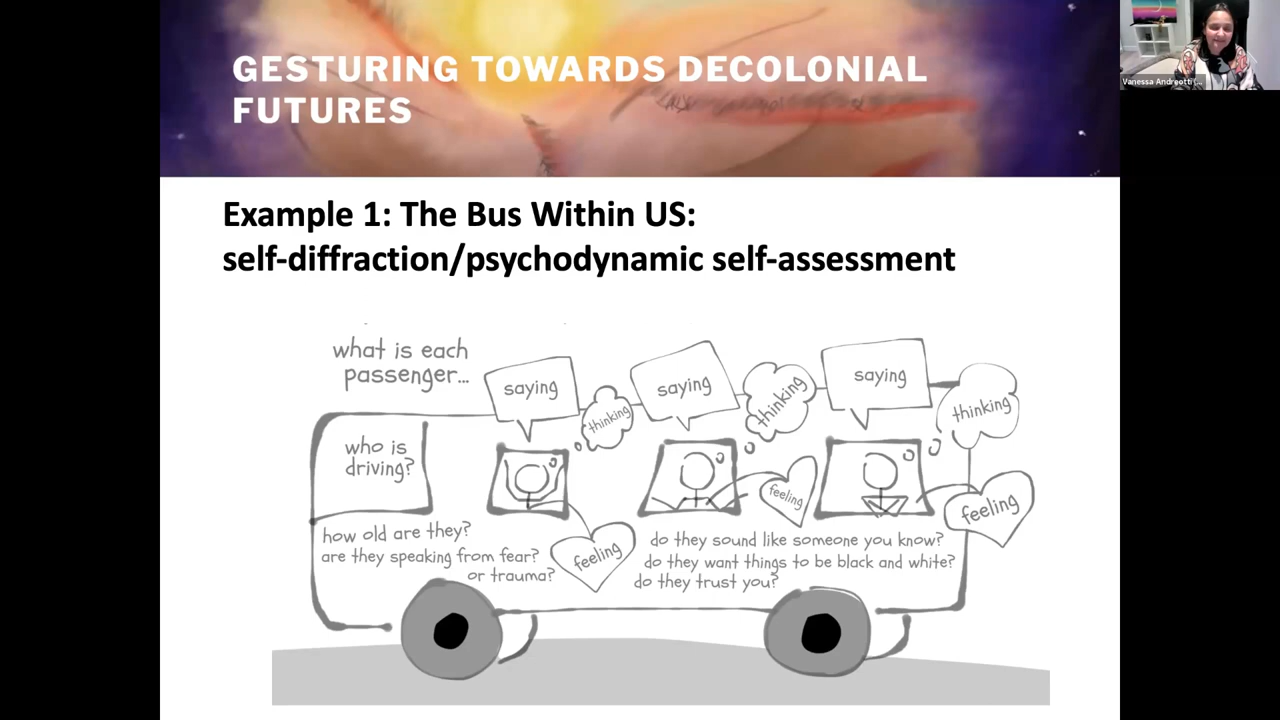 GESTURING TOWARDS DECOLONIAL
FUTURES
Vanessa Andreotti (...
Example 1: The Bus Within US:
self-diffraction/psychodynamic self-assessment
what is each
passenger...
saying
thinking
saying
thinking
saying
thinking
who is
driving?
feeling
feeling
feeling
how old are they?
are they speaking from fear?
or trauma?
do they sound like someone you know?
do they want things to be black and white?
do they trust you?